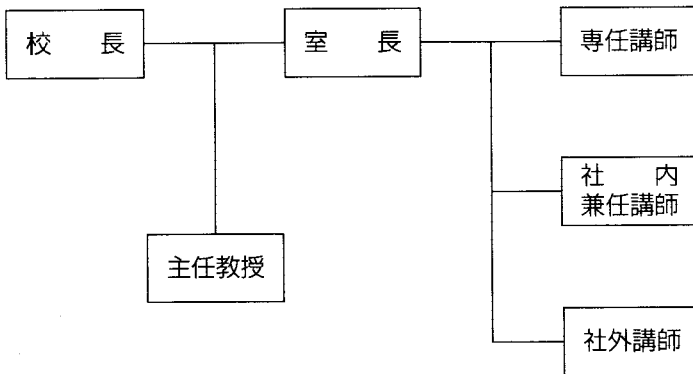 校　長
室　長
専任講師
社　内
兼任講師
主任教授
社外講師